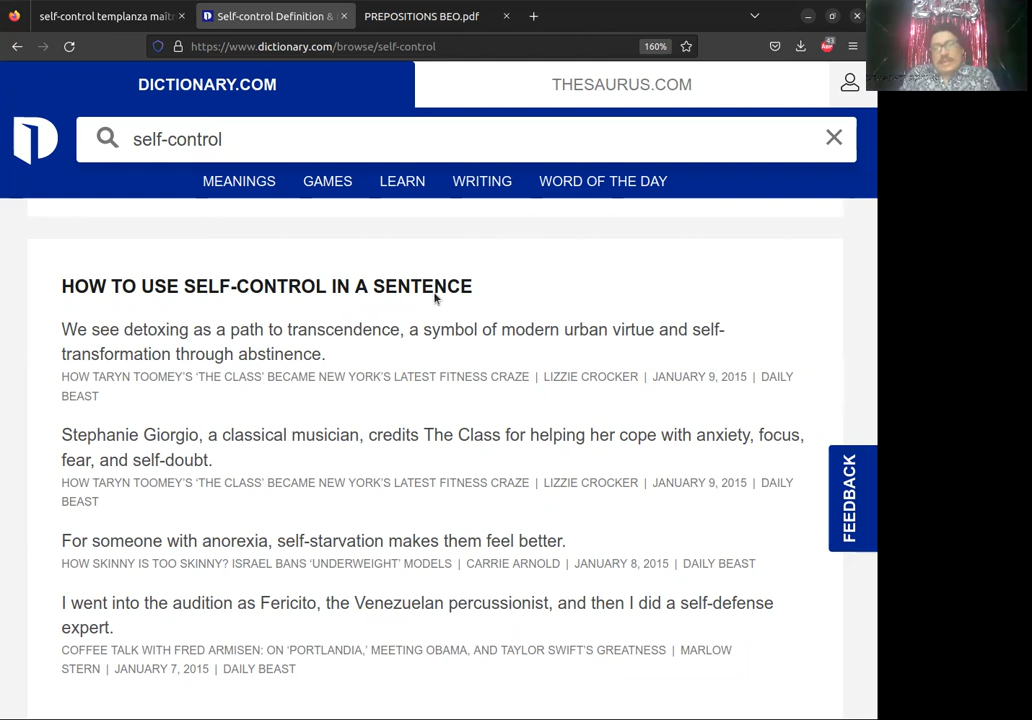 self-control templanza maîtr
Self-control Definition &
PREPOSITIONS BEO.pdf
https://www.dictionary.com/browse/self-control
160%
43
DICTIONARY.COM
THESAURUS.COM
self-control
MEANINGS GAMES LEARN WRITING WORD OF THE DAY
HOW TO USE SELF-CONTROL IN A SENTENCE
We see detoxing as a path to transcendence, a symbol of modern urban virtue and self-
transformation through abstinence.
HOW TARYN TOOMEY'S ‘THE CLASS’ BECAME NEW YORK'S LATEST FITNESS CRAZE | LIZZIE CROCKER | JANUARY 9, 2015 | DAILY
BEAST
Stephanie Giorgio, a classical musician, credits The Class for helping her cope with anxiety, focus,
fear, and self-doubt.
HOW TARYN TOOMEY'S ‘THE CLASS’ BECAME NEW YORK'S LATEST FITNESS CRAZE | LIZZIE CROCKER | JANUARY 9, 2015 | DAILY
BEAST
For someone with anorexia, self-starvation makes them feel better.
HOW SKINNY IS TOO SKINNY? ISRAEL BANS ‘UNDERWEIGHT’ MODELS | CARRIE ARNOLD | JANUARY 8, 2015 | DAILY BEAST
I went into the audition as Fericito, the Venezuelan percussionist, and then I did a self-defense
expert.
COFFEE TALK WITH FRED ARMISEN: ON ‘PORTLANDIA,’ MEETING OBAMA, AND TAYLOR SWIFT'S GREATNESS | MARLOW
STERN | JANUARY 7, 2015 | DAILY BEAST
FEEDBACK